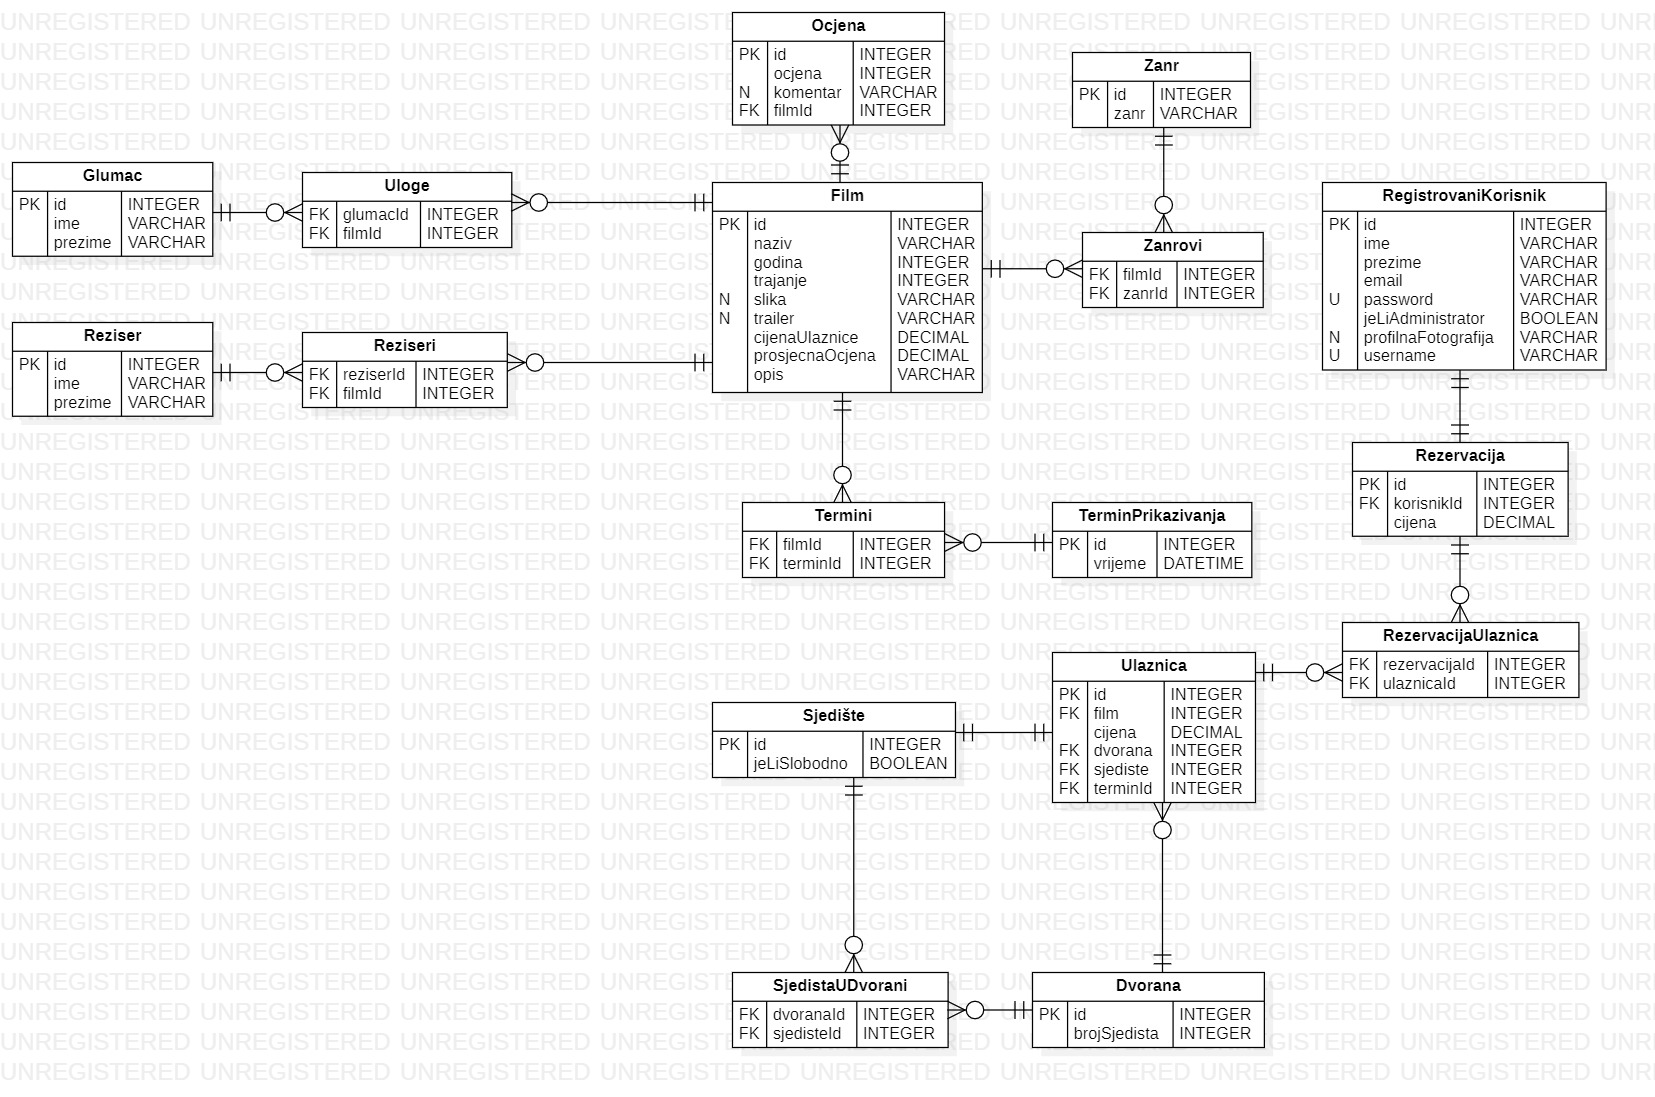 Ocjena
PK id INTEGER
ocjena INTEGER
N komentar VARCHAR
FK filmId INTEGER
Zanr
PK id INTEGER
zanr VARCHAR
Glumac
PK id INTEGER
ime VARCHAR
prezime VARCHAR
Uloge
FK glumacId INTEGER
FK filmId INTEGER
Film
PK id INTEGER
naziv VARCHAR
godina INTEGER
trajanje INTEGER
N slika VARCHAR
N trailer VARCHAR
cijenaUlaznice DECIMAL
prosjecnaOcjena DECIMAL
opis VARCHAR
Zanrovi
FK filmId INTEGER
FK zanrId INTEGER
RegistrovaniKorisnik
PK id INTEGER
ime VARCHAR
prezime VARCHAR
email VARCHAR
U password VARCHAR
jeLiAdministrator BOOLEAN
N profilnaFotografija VARCHAR
U username VARCHAR
Reziser
PK id INTEGER
ime VARCHAR
prezime VARCHAR
Reziseri
FK reziserId INTEGER
FK filmId INTEGER
Rezervacija
PK id INTEGER
FK korisnikId INTEGER
cijena DECIMAL
Termini
FK filmId INTEGER
FK terminId INTEGER
TerminPrikazivanja
PK id INTEGER
vrijeme DATETIME
RezervacijaUlaznica
FK rezervacijaId INTEGER
FK ulaznicaId INTEGER
Ulaznica
PK id INTEGER
FK film INTEGER
cijena DECIMAL
FK dvorana INTEGER
FK sjediste INTEGER
FK terminId INTEGER
Sjedište
PK id INTEGER
jeLiSlobodno BOOLEAN
SjedistaUDvorani
FK dvoranaId INTEGER
FK sjedisteId INTEGER
Dvorana
PK id INTEGER
brojSjedista INTEGER
UNREGISTERED